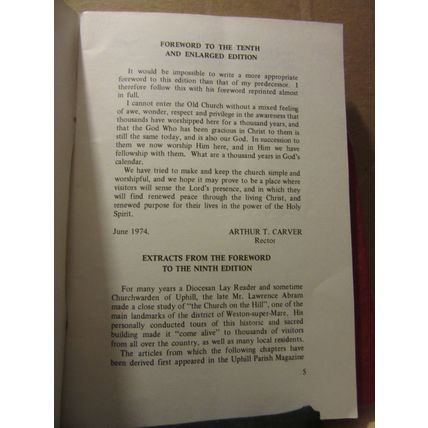 FOREWORD TO THE TENTH
AND ENLARGED EDITION
It would be impossible to write a more appropriate
foreword to this edition than that of my predecessor. I
therefore follow this with his foreword reprinted almost
in full.
I cannot enter the Old Church without a mixed feeling
of awe, wonder, respect and privilege in the awareness that
thousands have worshipped here for a thousand years, and
that the God Who has been gracious in Christ to them is
still the same today, and is also our God. In succession to
them we now worship Him here, and in Him we have
fellowship with them. What are a thousand years in God's
calendar.
We have tried to make and keep the church simple and
worshipful, and we hope it may prove to be a place where
visitors will sense the Lord's presence, and in which they
will find renewed peace through the living Christ, and
renewed purpose for their lives in the power of the Holy
Spirit.
June 1974, ARTHUR T. CARVER
Rector
EXTRACTS FROM THE FOREWORD
TO THE NINTH EDITION
For many years a Diocesan Lay Reader and sometime
Churchwarden of Uphill, the late Mr. Lawrence Abram
made a close study of "the Church on the Hill", one of the
main landmarks of the district of Weston-super-Mare. His
personally conducted tours of this historic and sacred
building made it "come alive" to thousands of visitors
from all over the country, as well as many local residents.
The articles from which the following chapters have
been derived first appeared in the Uphill Parish Magazine
5